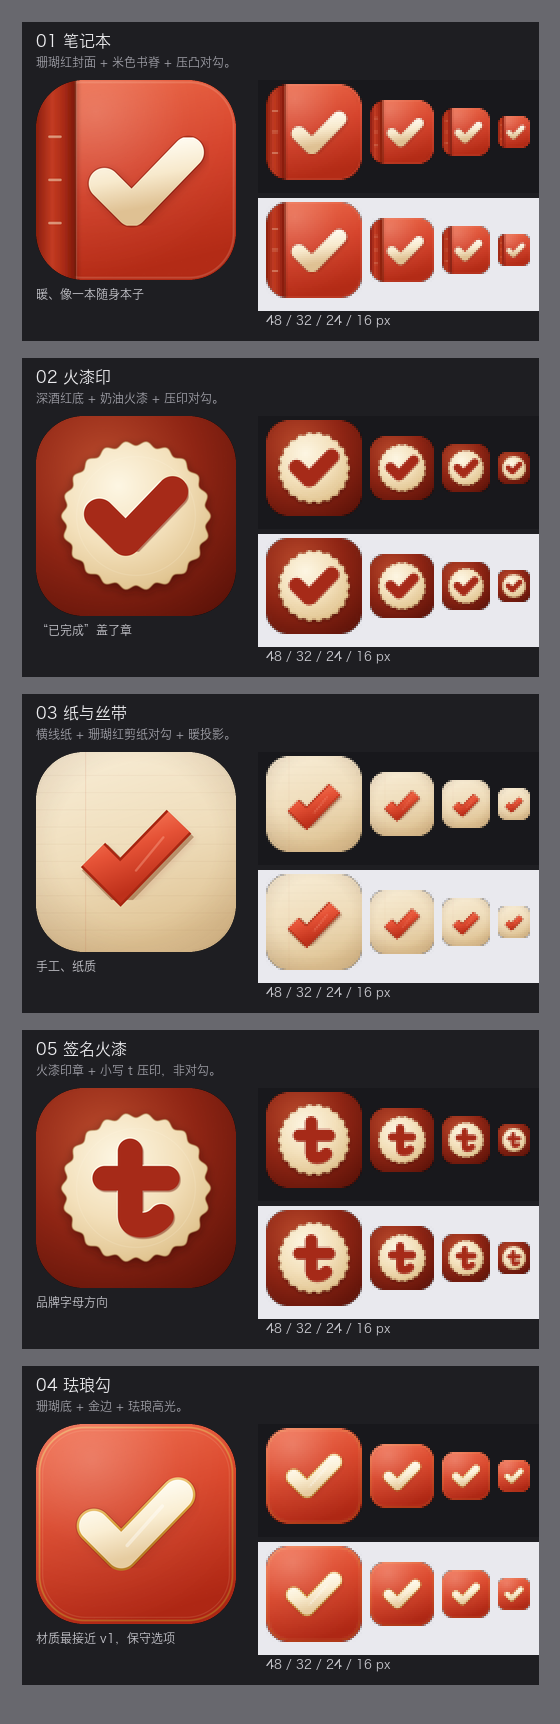 01 笔记本
珊瑚红封面 + 米色书脊 + 压凸对勾。
暖、像一本随身本子
48 / 32 / 24 / 16 px
02 火漆印
深酒红底 + 奶油火漆 + 压印对勾。
“已完成”盖了章
48 / 32 / 24 / 16 px
03 纸与丝带
横线纸 + 珊瑚红剪纸对勾 + 暖投影。
手工、纸质
48 / 32 / 24 / 16 px
05 签名火漆
火漆印章 + 小写 t 压印，非对勾。
t
品牌字母方向
48 / 32 / 24 / 16 px
04 珐琅勾
珊瑚底 + 金边 + 珐琅高光。
材质最接近 v1，保守选项
48 / 32 / 24 / 16 px